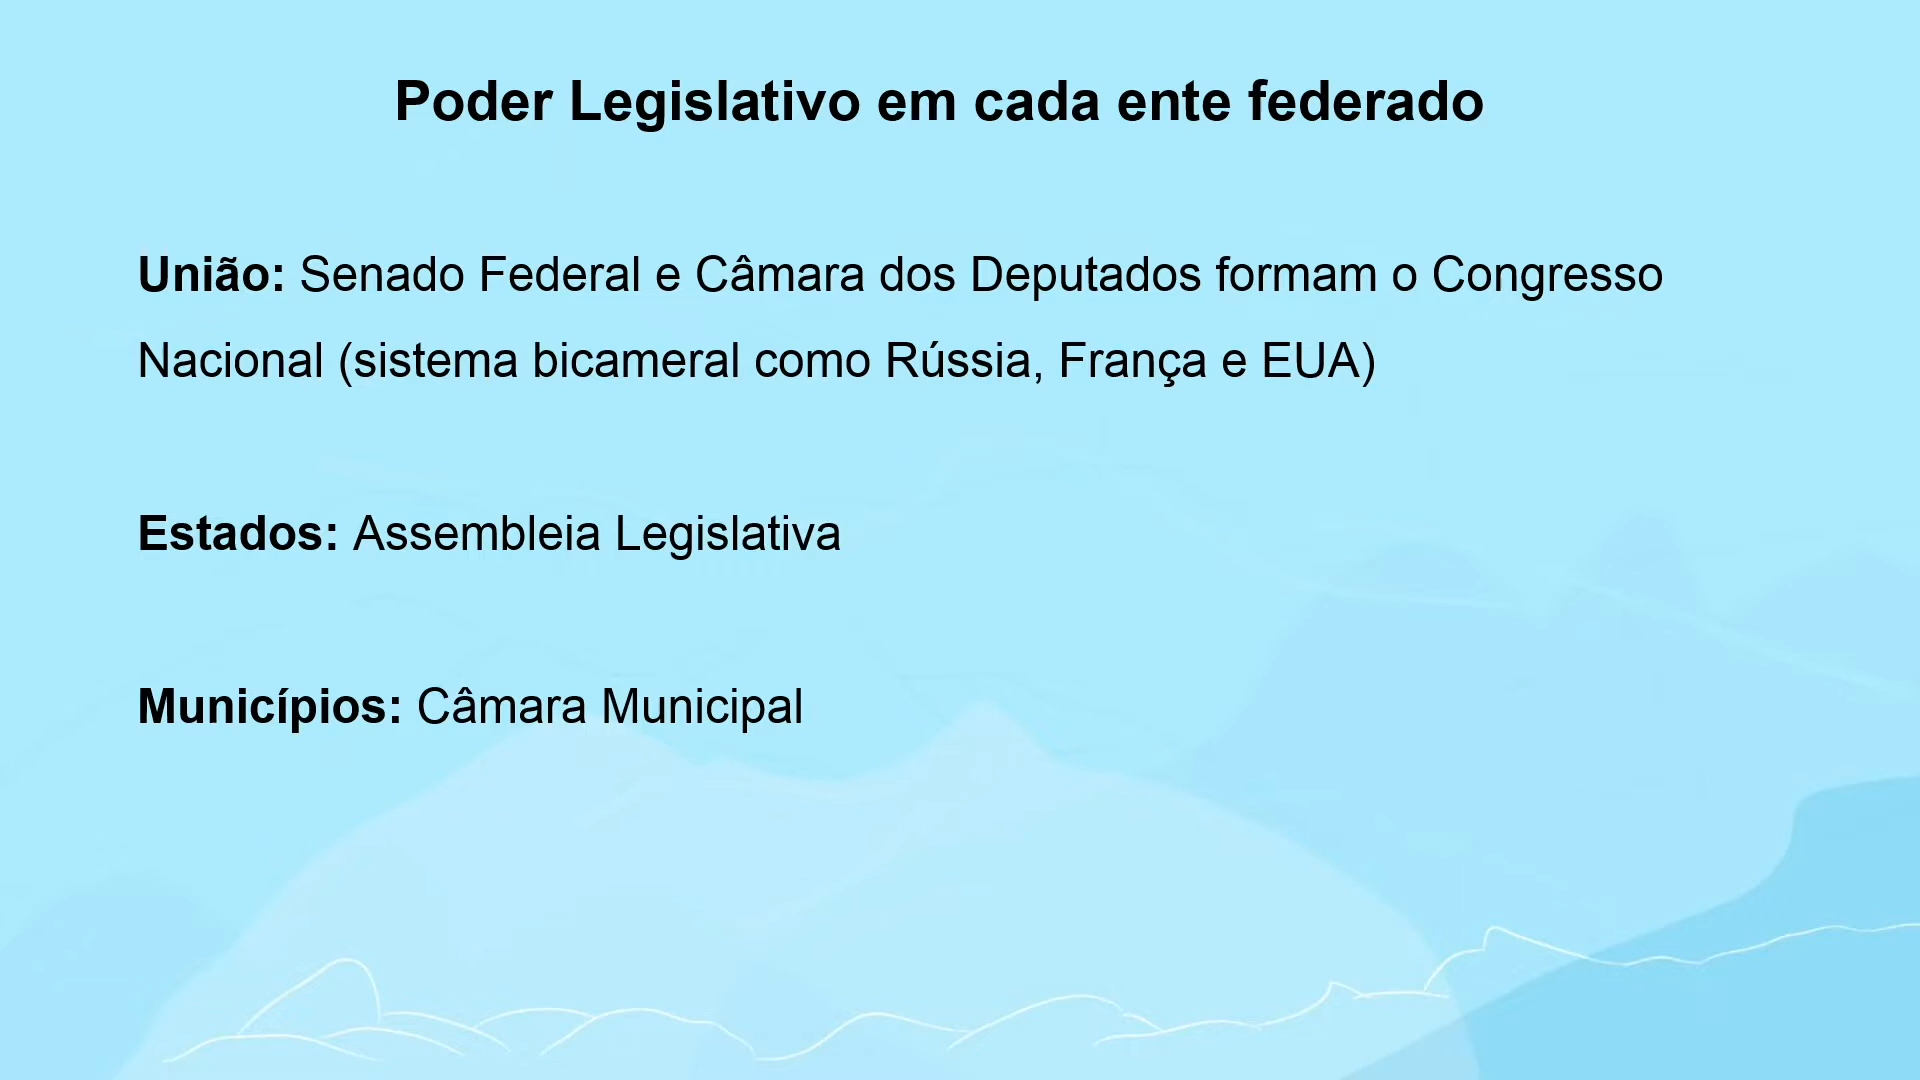 Poder Legislativo em cada ente federado
União: Senado Federal e Câmara dos Deputados formam o Congresso
Nacional (sistema bicameral como Rússia, França e EUA)
Estados: Assembleia Legislativa
Municípios: Câmara Municipal